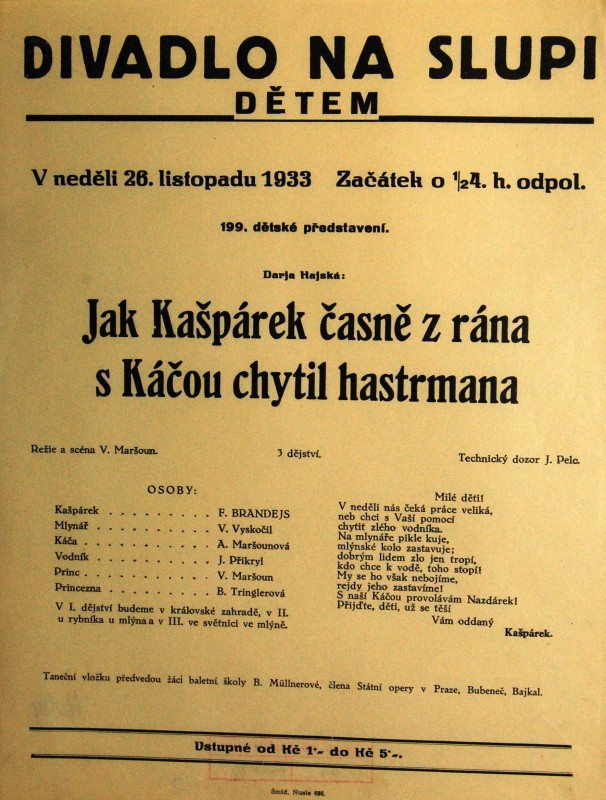 DIVADLO NA SLUPI
DĚTEM
V neděli 26. listopadu 1933 Začátek o ½4. h. odpol.
199. dětské představení.
Darja Hajská:
Jak Kašpárek časně z rána
s Káčou chytil hastrmana
Režie a scéna V. Maršoun. 3 dějství. Technický dozor J. Pelc.
OSOBY:
Kašpárek . . . . . . . . . F. BRANDEJS
Mlynář . . . . . . . . . V. Vyskočil
Káča . . . . . . . . . . A. Maršounová
Vodník . . . . . . . . . J. Přikryl
Princ . . . . . . . . . . V. Maršoun
Princezna . . . . . . . . B. Tringlerová
V I. dějství budeme v královské zahradě, v II.
u rybníka u mlýna a v III. ve světnici ve mlýně.
Milé děti!
V neděli nás čeká práce veliká,
neb chci s Vaší pomocí
chytit zlého vodníka.
Na mlynáře pikle kuje,
mlýnské kolo zastavuje;
dobrým lidem zlo jen tropí,
kdo chce k vodě, toho stopí!
My se ho však nebojíme,
rejdy jeho zastavíme!
S naší Káčou provolávám Nazdárek!
Přijďte, děti, už se těší
Vám oddaný
Kašpárek.
Taneční vložku předvedou žáci baletní školy B. Müllnerové, člena Státní opery v Praze, Bubeneč, Bajkal.
Vstupné od Kč 1·- do Kč 5·-.
Šmíd, Nusle 686.